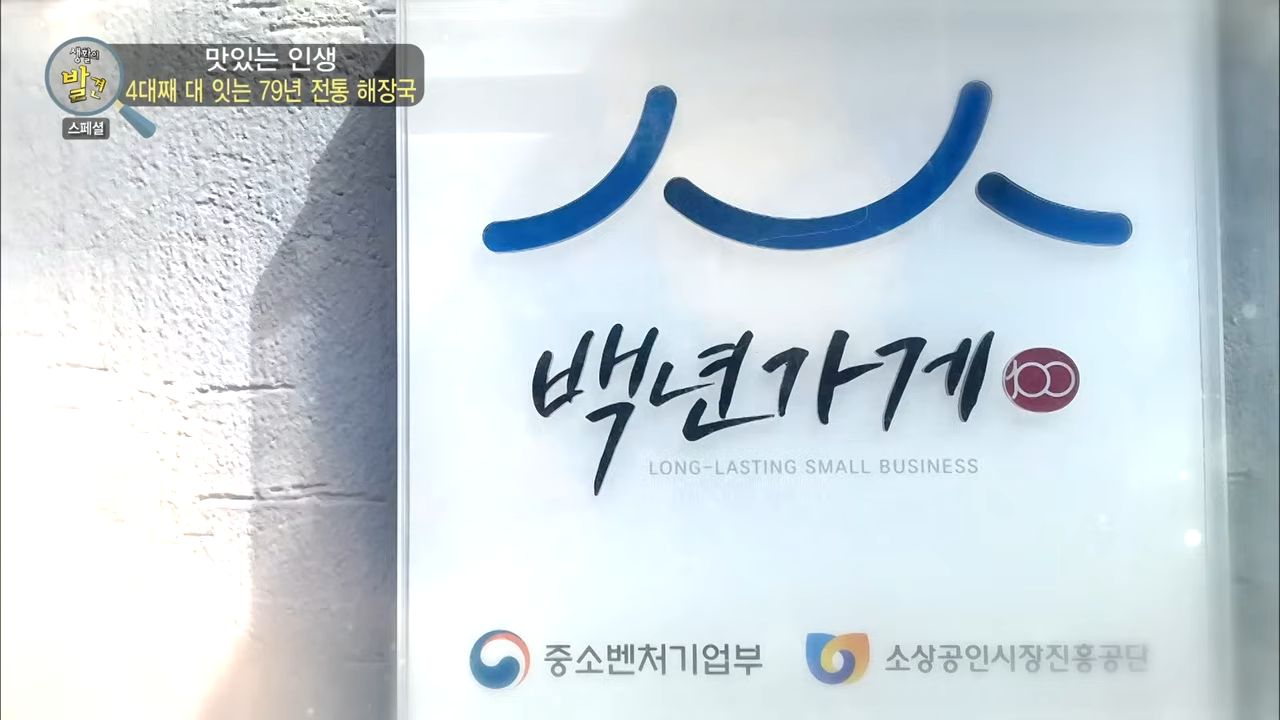 생활의
발견
스페셜
맛있는 인생
4대째 대 잇는 79년 전통 해장국
백년가게 100
LONG-LASTING SMALL BUSINESS
중소벤처기업부
소상공인시장진흥공단